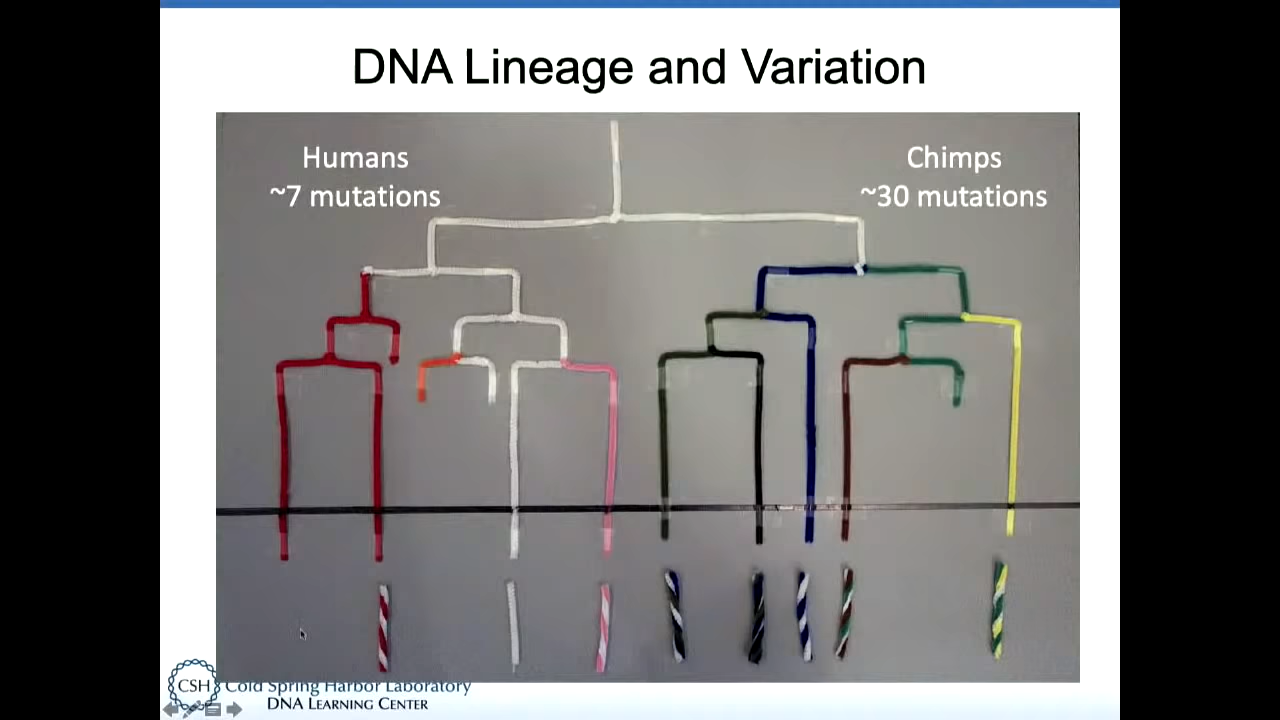 DNA Lineage and Variation
Humans
~7 mutations
Chimps
~30 mutations
CSH
Cold Spring Harbor Laboratory
DNA LEARNING CENTER